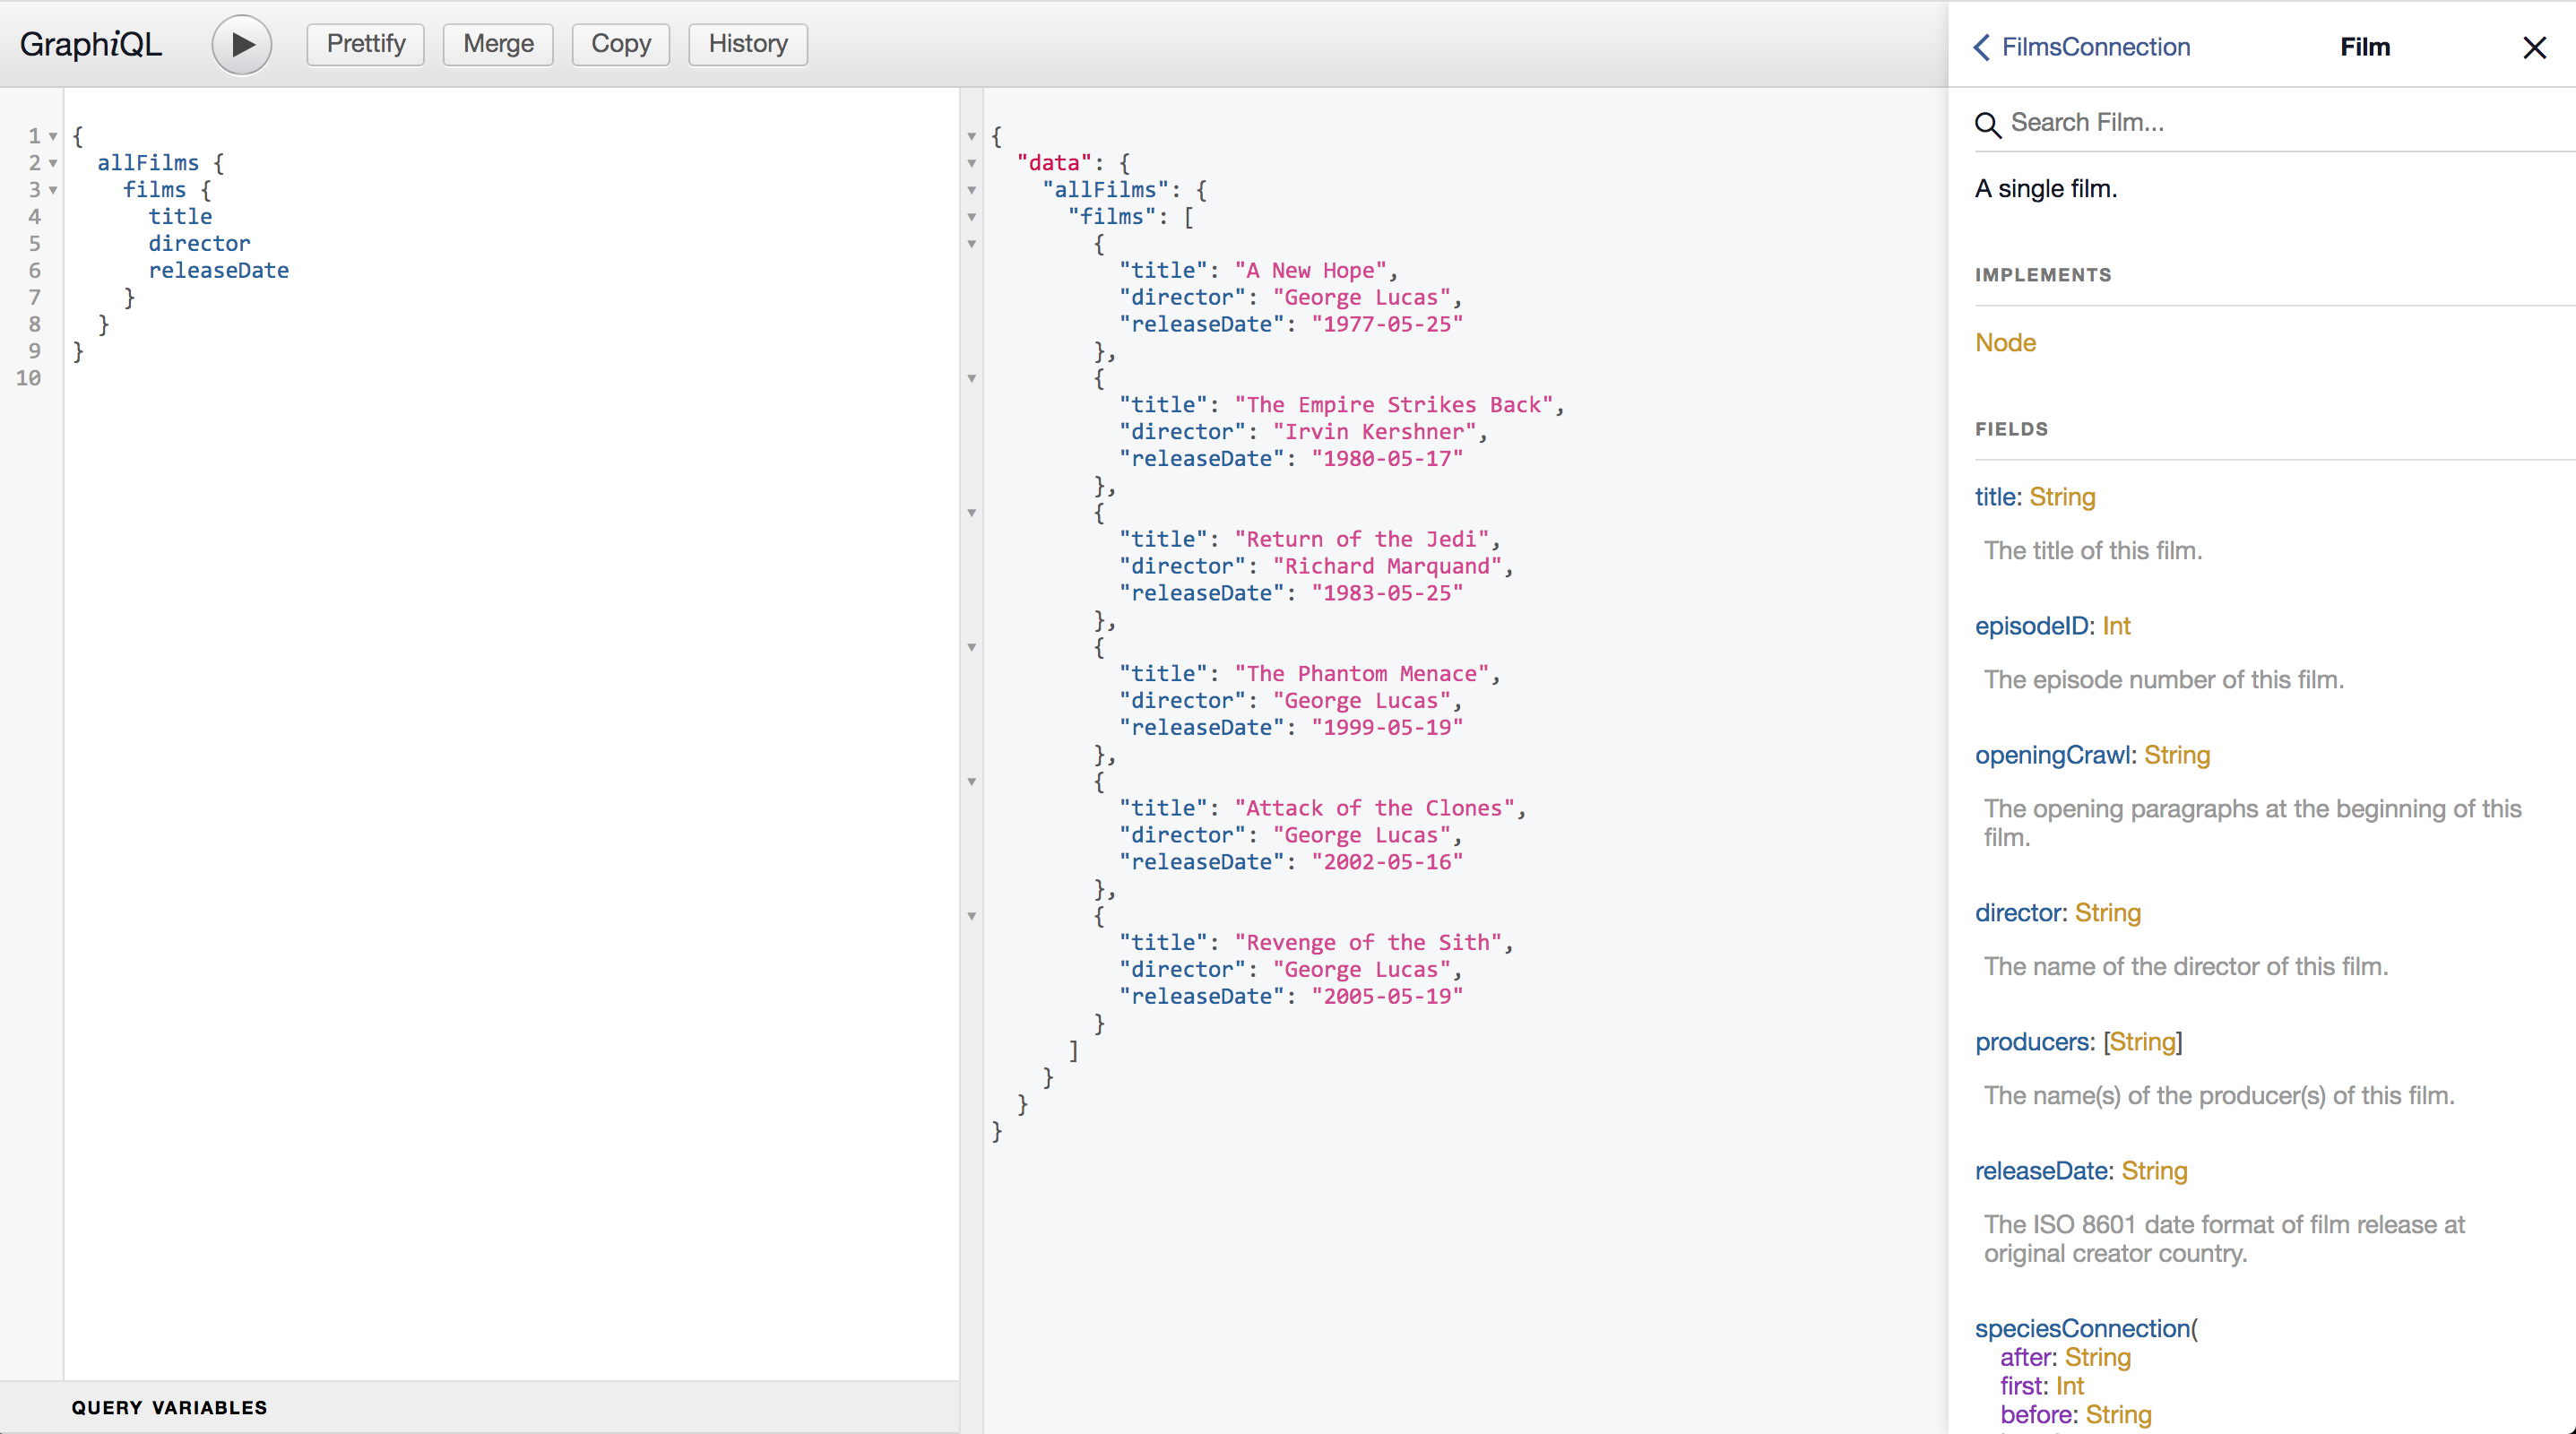 GraphiQL
Prettify
Merge
Copy
History
1 {
2   allFilms {
3     films {
4       title
5       director
6       releaseDate
7     }
8   }
9 }
10
QUERY VARIABLES
{
  "data": {
    "allFilms": {
      "films": [
        {
          "title": "A New Hope",
          "director": "George Lucas",
          "releaseDate": "1977-05-25"
        },
        {
          "title": "The Empire Strikes Back",
          "director": "Irvin Kershner",
          "releaseDate": "1980-05-17"
        },
        {
          "title": "Return of the Jedi",
          "director": "Richard Marquand",
          "releaseDate": "1983-05-25"
        },
        {
          "title": "The Phantom Menace",
          "director": "George Lucas",
          "releaseDate": "1999-05-19"
        },
        {
          "title": "Attack of the Clones",
          "director": "George Lucas",
          "releaseDate": "2002-05-16"
        },
        {
          "title": "Revenge of the Sith",
          "director": "George Lucas",
          "releaseDate": "2005-05-19"
        }
      ]
    }
  }
}
FilmsConnection
Film
Search Film...
A single film.
IMPLEMENTS
Node
FIELDS
title: String
The title of this film.
episodeID: Int
The episode number of this film.
openingCrawl: String
The opening paragraphs at the beginning of this
film.
director: String
The name of the director of this film.
producers: [String]
The name(s) of the producer(s) of this film.
releaseDate: String
The ISO 8601 date format of film release at
original creator country.
speciesConnection(
after: String
first: Int
before: String